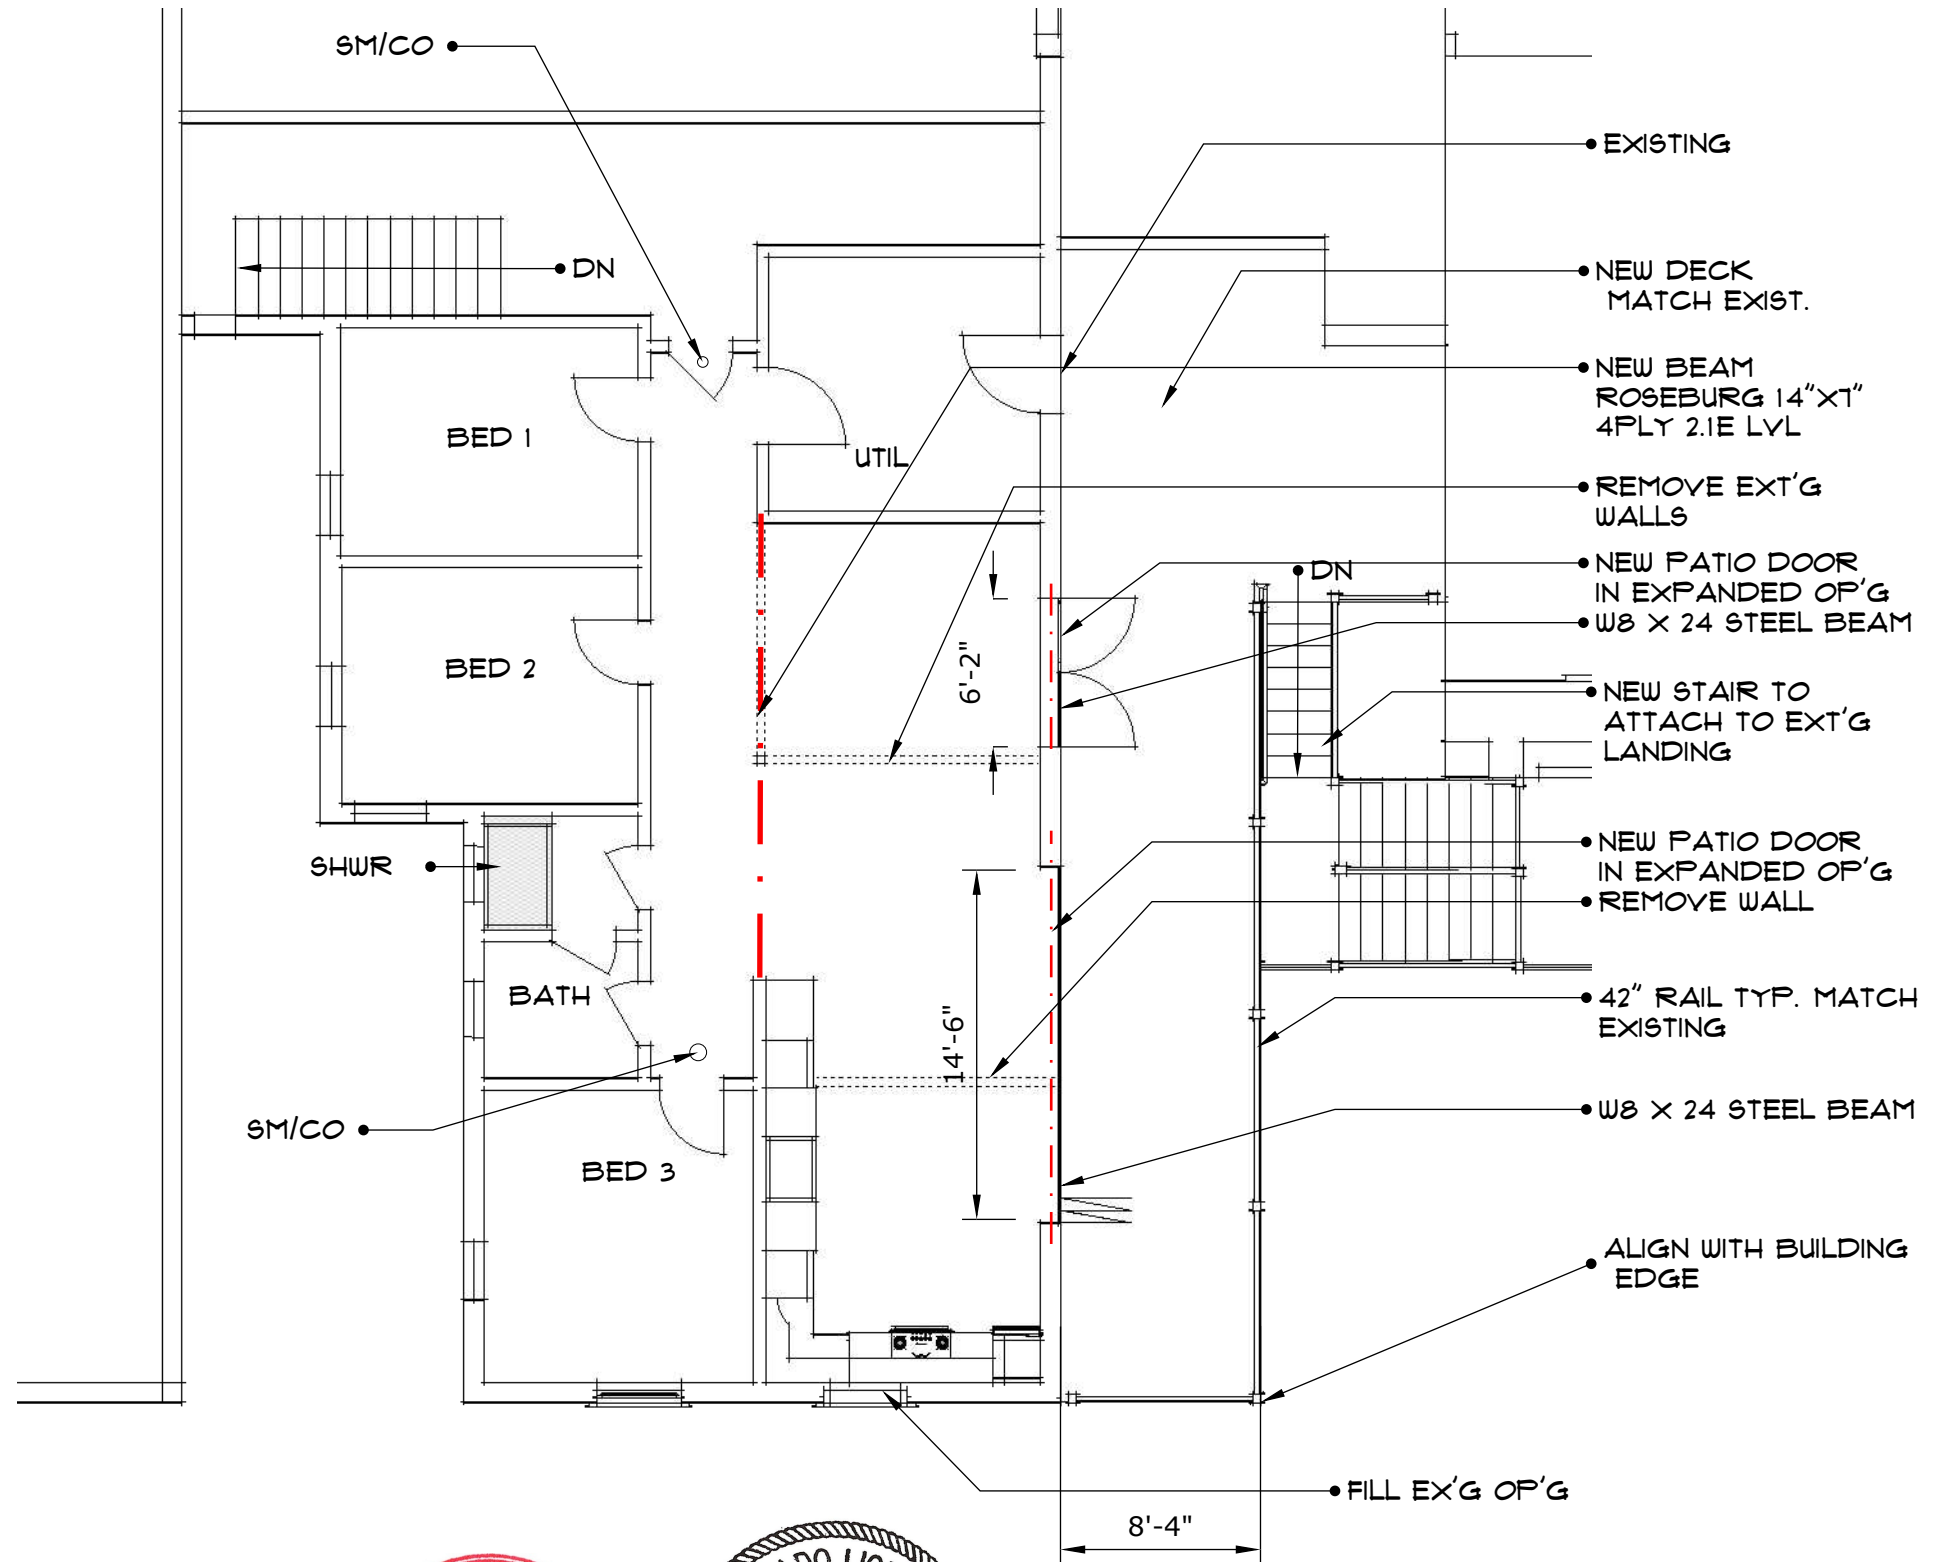 SM/CO
EXISTING
DN
NEW DECK
MATCH EXIST.
NEW BEAM
ROSEBURG 14"X7"
4PLY 2.1E LVL
BED 1
UTIL
REMOVE EXT'G
WALLS
NEW PATIO DOOR
IN EXPANDED OP'G
DN
W8 X 24 STEEL BEAM
BED 2
6'-2"
NEW STAIR TO
ATTACH TO EXT'G
LANDING
SHWR
NEW PATIO DOOR
IN EXPANDED OP'G
REMOVE WALL
BATH
42" RAIL TYP. MATCH
EXISTING
14'-6"
SM/CO
W8 X 24 STEEL BEAM
BED 3
ALIGN WITH BUILDING
EDGE
FILL EX'G OP'G
8'-4"